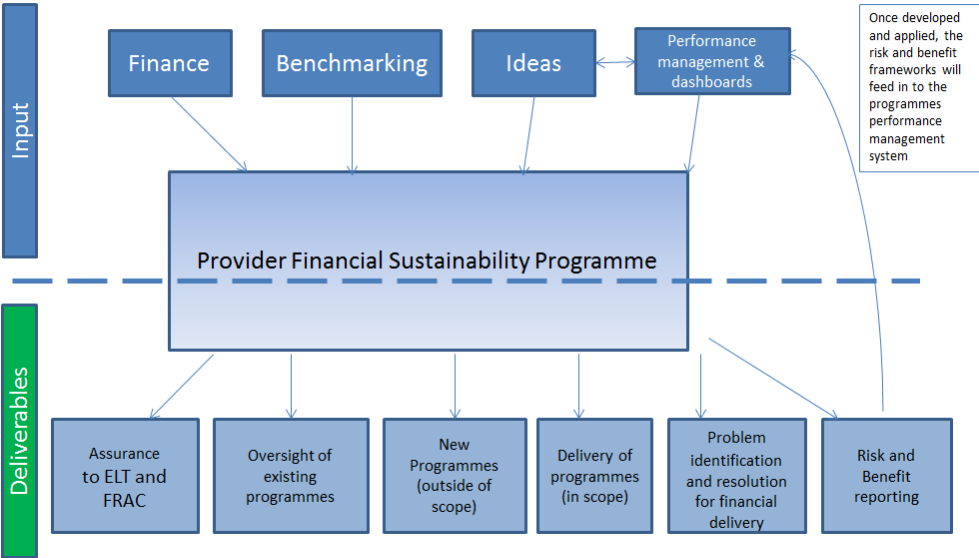 Input
Finance
Benchmarking
Ideas
Performance
management &
dashboards
Once developed
and applied, the
risk and benefit
frameworks will
feed in to the
programmes
performance
management
system
Provider Financial Sustainability Programme
Deliverables
Assurance
to ELT and
FRAC
Oversight of
existing
programmes
New
Programmes
(outside of
scope)
Delivery of
programmes
(in scope)
Problem
identification
and resolution
for financial
delivery
Risk and
Benefit
reporting